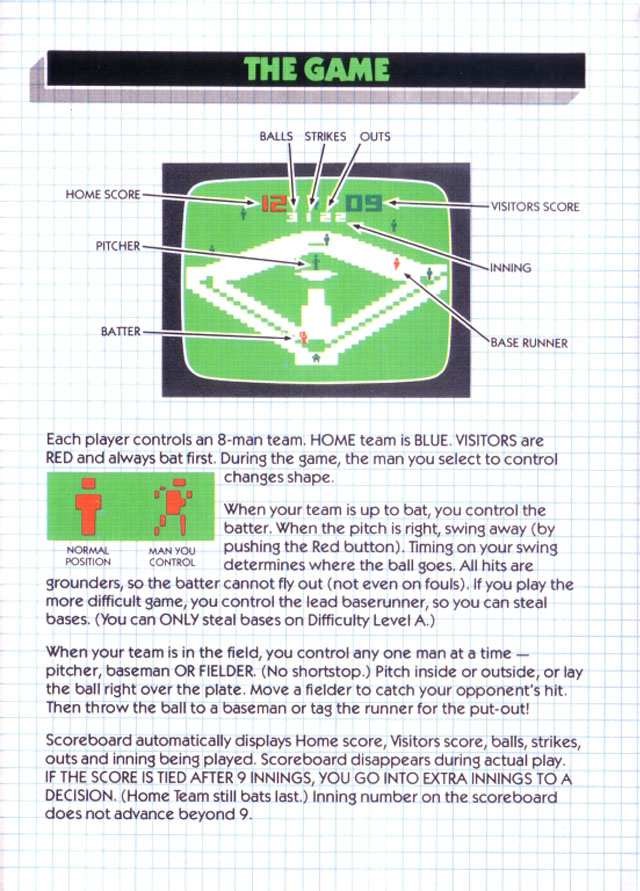 THE GAME
BALLS STRIKES OUTS
HOME SCORE
12
09
VISITORS SCORE
3 1 2 2
PITCHER
INNING
BATTER
BASE RUNNER
Each player controls an 8-man team. HOME team is BLUE. VISITORS are
RED and always bat first. During the game, the man you select to control
changes shape.
NORMAL
POSITION
MAN YOU
CONTROL
When your team is up to bat, you control the
batter. When the pitch is right, swing away (by
pushing the Red button). Timing on your swing
determines where the ball goes. All hits are
grounders, so the batter cannot fly out (not even on fouls). If you play the
more difficult game, you control the lead baserunner, so you can steal
bases. (You can ONLY steal bases on Difficulty Level A.)
When your team is in the field, you control any one man at a time —
pitcher, baseman OR FIELDER. (No shortstop.) Pitch inside or outside, or lay
the ball right over the plate. Move a fielder to catch your opponent's hit.
Then throw the ball to a baseman or tag the runner for the put-out!
Scoreboard automatically displays Home score, Visitors score, balls, strikes,
outs and inning being played. Scoreboard disappears during actual play.
IF THE SCORE IS TIED AFTER 9 INNINGS, YOU GO INTO EXTRA INNINGS TO A
DECISION. (Home Team still bats last.) Inning number on the scoreboard
does not advance beyond 9.